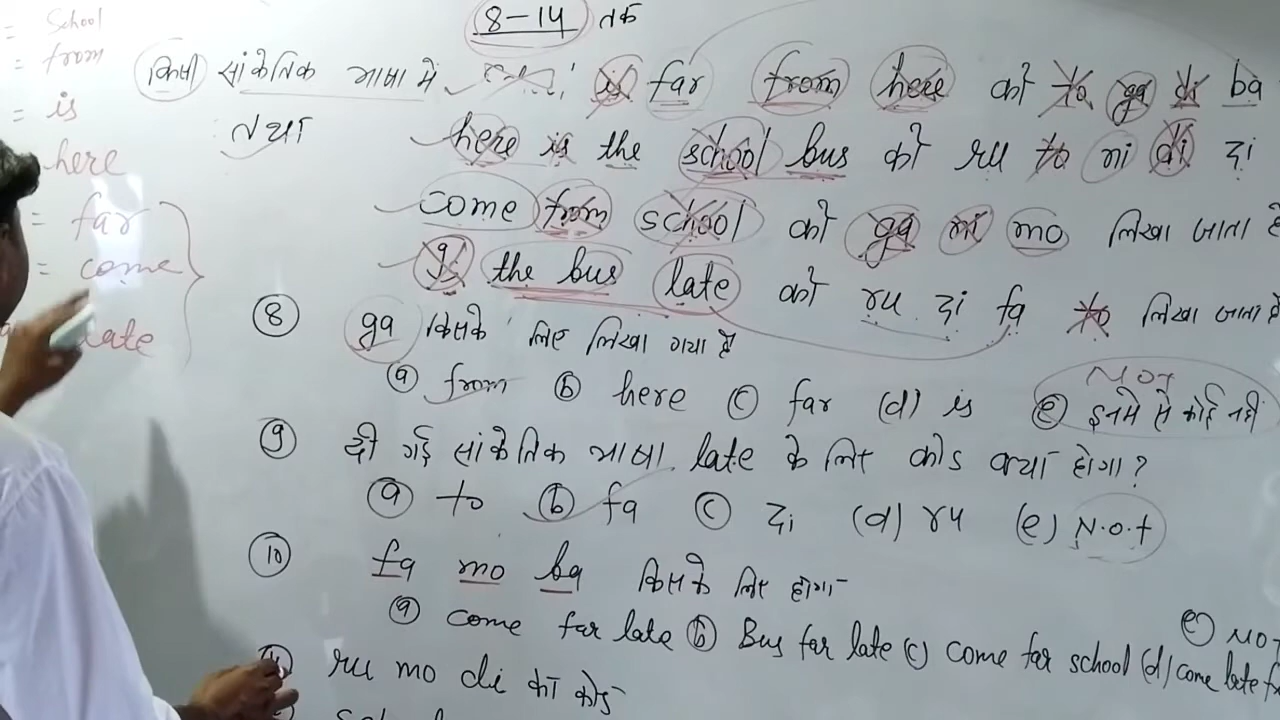 8-14 तक
= School
= from
= is
here
= far
= come
late
किसी सांकेतिक भाषा में is far from here को to ga di ba
तथा here is the school bus को ru to ni di दा
come from school को ga ni mo लिखा जाता है
the bus late को ru दा fa to लिखा जाता है
8 ga किसके लिए लिखा गया है
a from b here c far (d) is e इनमे से कोई नही
NOT
9 दी गई सांकेतिक भाषा late के लिए कोड क्या होगा?
a to b fa c दा (d) ru (e) N.O.t
10 fa mo ba किसके लिए होगा
a come far late b Bus far late (c) come far school (d) come late
e NOT
ru mo di का कोड